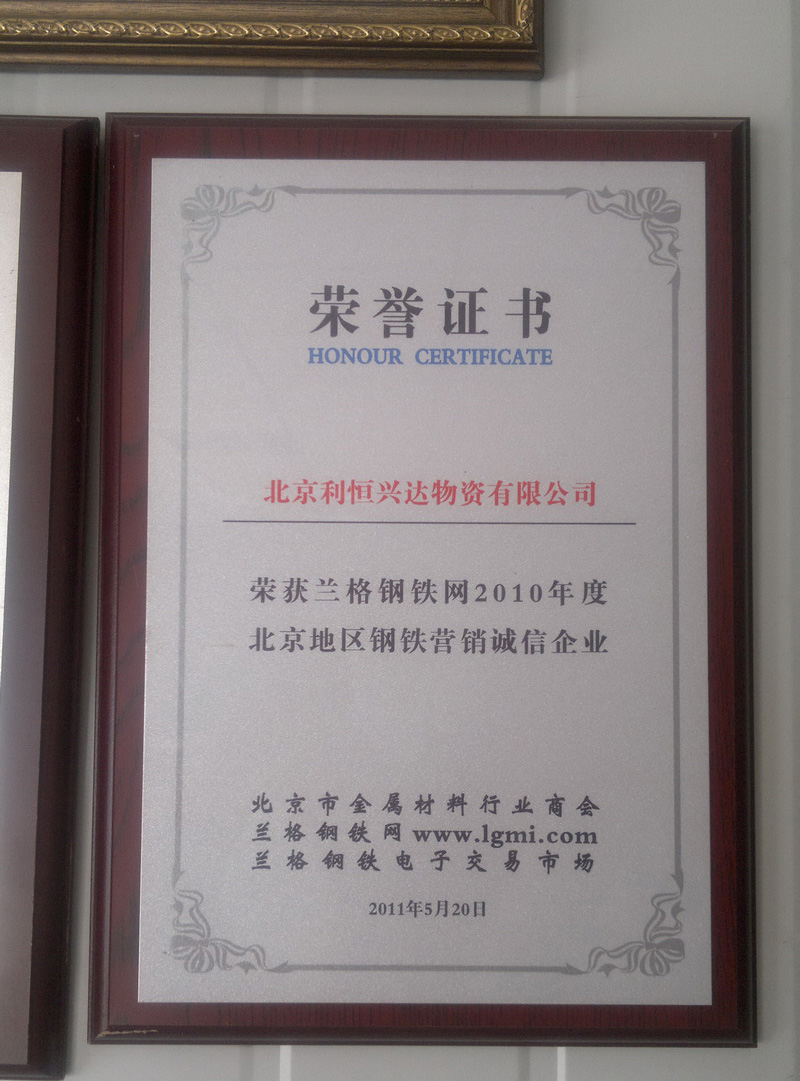 荣誉证书
HONOUR CERTIFICATE
北京利恒兴达物资有限公司
荣获兰格钢铁网2010年度
北京地区钢铁营销诚信企业
北京市金属材料行业商会
兰格钢铁网 www.lgmi.com
兰格钢铁电子交易市场
2011年5月20日